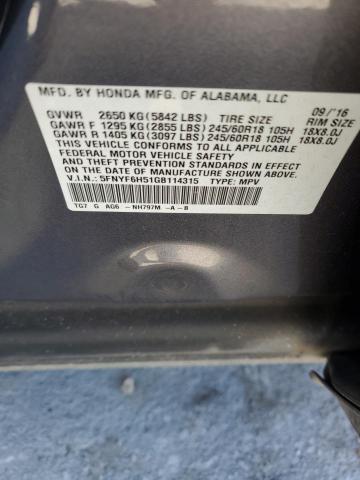 MFD. BY HONDA MFG. OF ALABAMA, LLC 09/'16
GVWR 2650 KG (5842 LBS) TIRE SIZE RIM SIZE
GAWR F 1295 KG (2855 LBS) 245/60R18 105H 18X8.0J
GAWR R 1405 KG (3097 LBS) 245/60R18 105H 18X8.0J
THIS VEHICLE CONFORMS TO ALL APPLICABLE
FEDERAL MOTOR VEHICLE SAFETY AND
THEFT PREVENTION STANDARDS IN EFFECT ON
THE DATE OF MANUFACTURE SHOWN ABOVE.
V.I.N.: 5FNYF6H51GB114315 TYPE: MPV
TG7 G AG6 - NH797M - A - B